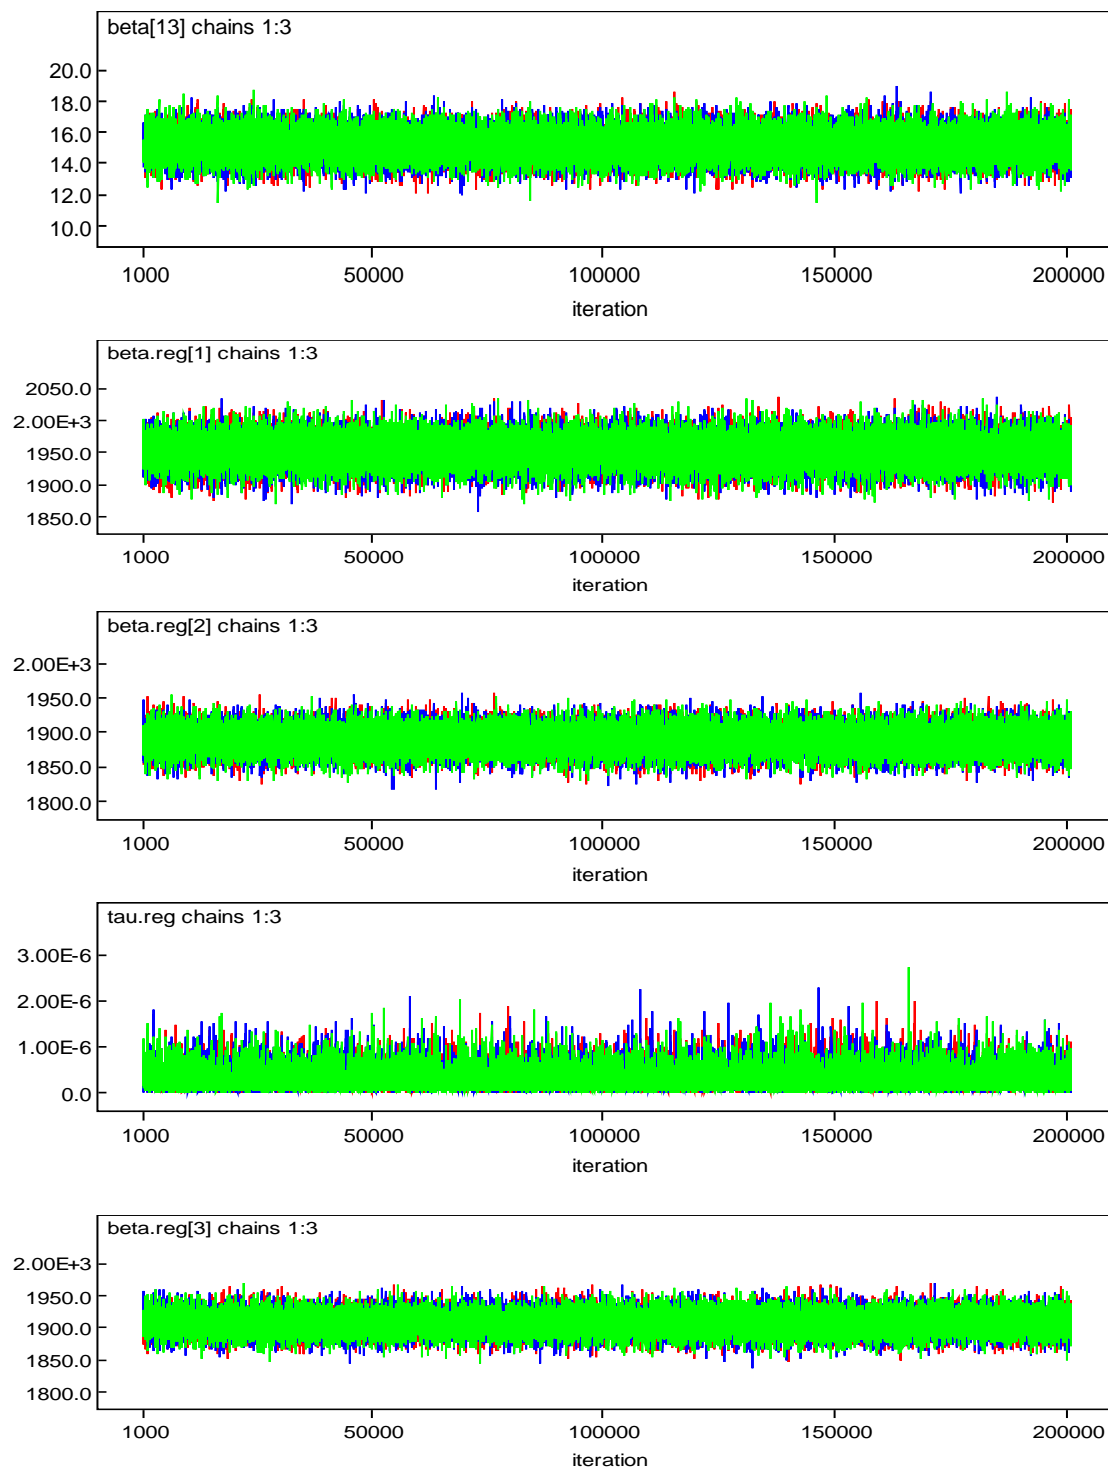 beta[13] chains 1:3
20.0
18.0
16.0
14.0
12.0
10.0
1000 50000 100000 150000 200000
iteration
beta.reg[1] chains 1:3
2050.0
2.00E+3
1950.0
1900.0
1850.0
1000 50000 100000 150000 200000
iteration
beta.reg[2] chains 1:3
2.00E+3
1950.0
1900.0
1850.0
1800.0
1000 50000 100000 150000 200000
iteration
tau.reg chains 1:3
3.00E-6
2.00E-6
1.00E-6
0.0
1000 50000 100000 150000 200000
iteration
beta.reg[3] chains 1:3
2.00E+3
1950.0
1900.0
1850.0
1800.0
1000 50000 100000 150000 200000
iteration